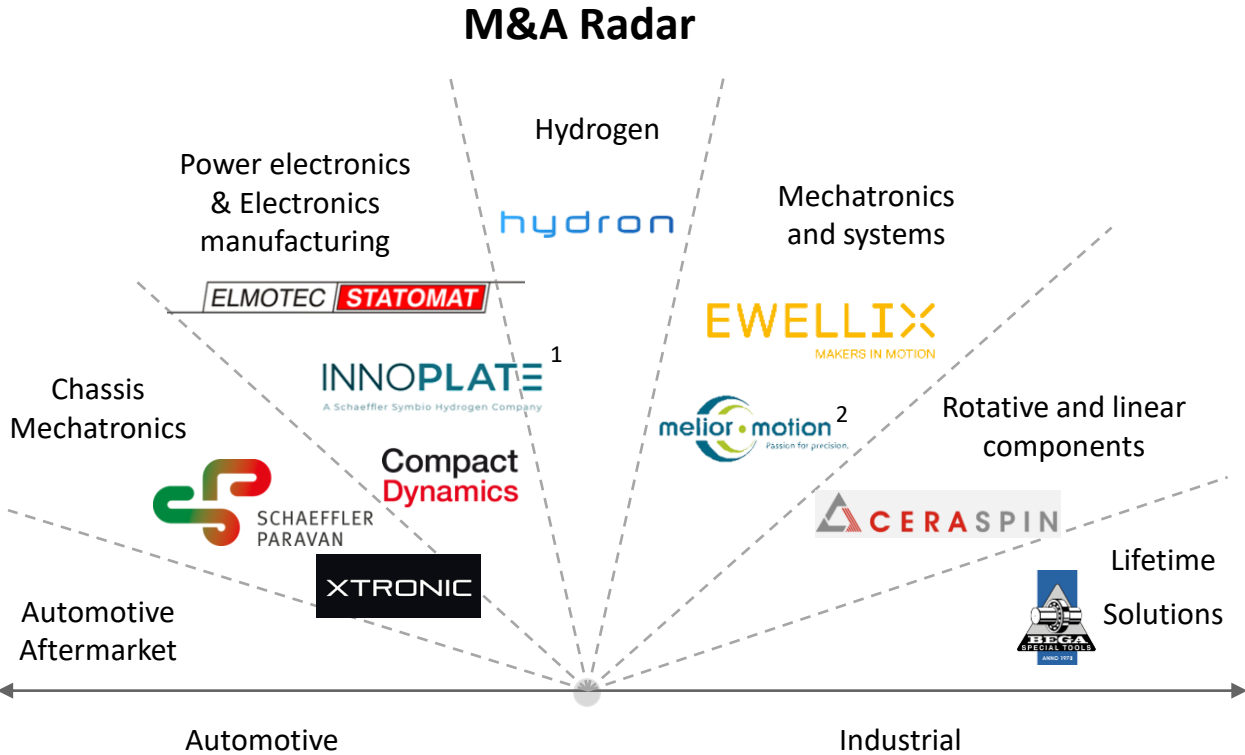 M&A Radar
Hydrogen
hydron
Power electronics
& Electronics
manufacturing
ELMOTEC STATOMAT
INNOPLATE 1
A Schaeffler Symbio Hydrogen Company
Compact
Dynamics
Chassis
Mechatronics
SCHAEFFLER
PARAVAN
XTRONIC
Automotive
Aftermarket
Mechatronics
and systems
EWELLIX
MAKERS IN MOTION
melior motion 2
Passion for precision.
Rotative and linear
components
CERASPIN
Lifetime
Solutions
BEGA
SPECIAL TOOLS
ANNO 1978
Automotive
Industrial